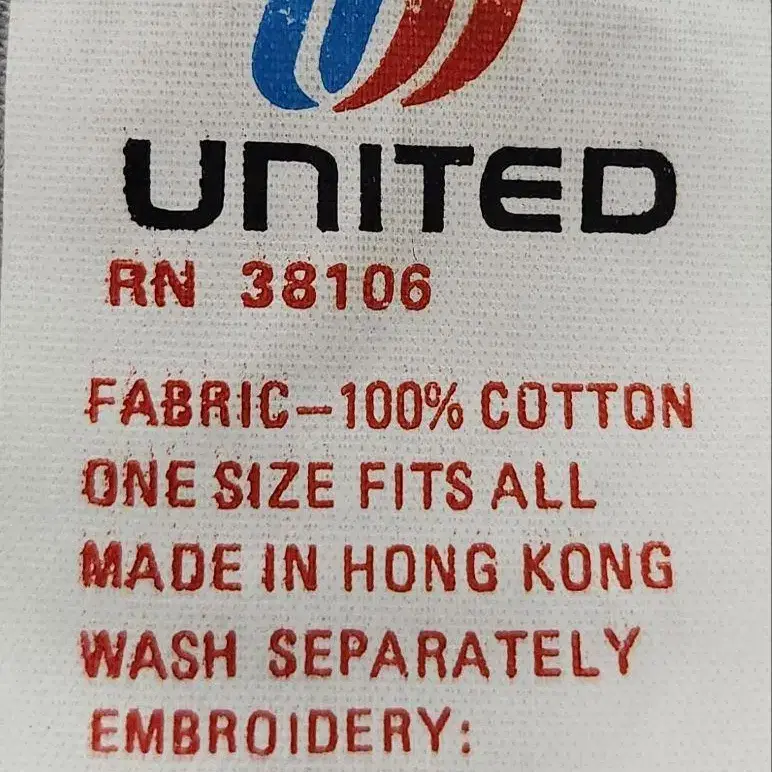 UNITED
RN 38106
FABRIC–100% COTTON
ONE SIZE FITS ALL
MADE IN HONG KONG
WASH SEPARATELY
EMBROIDERY: